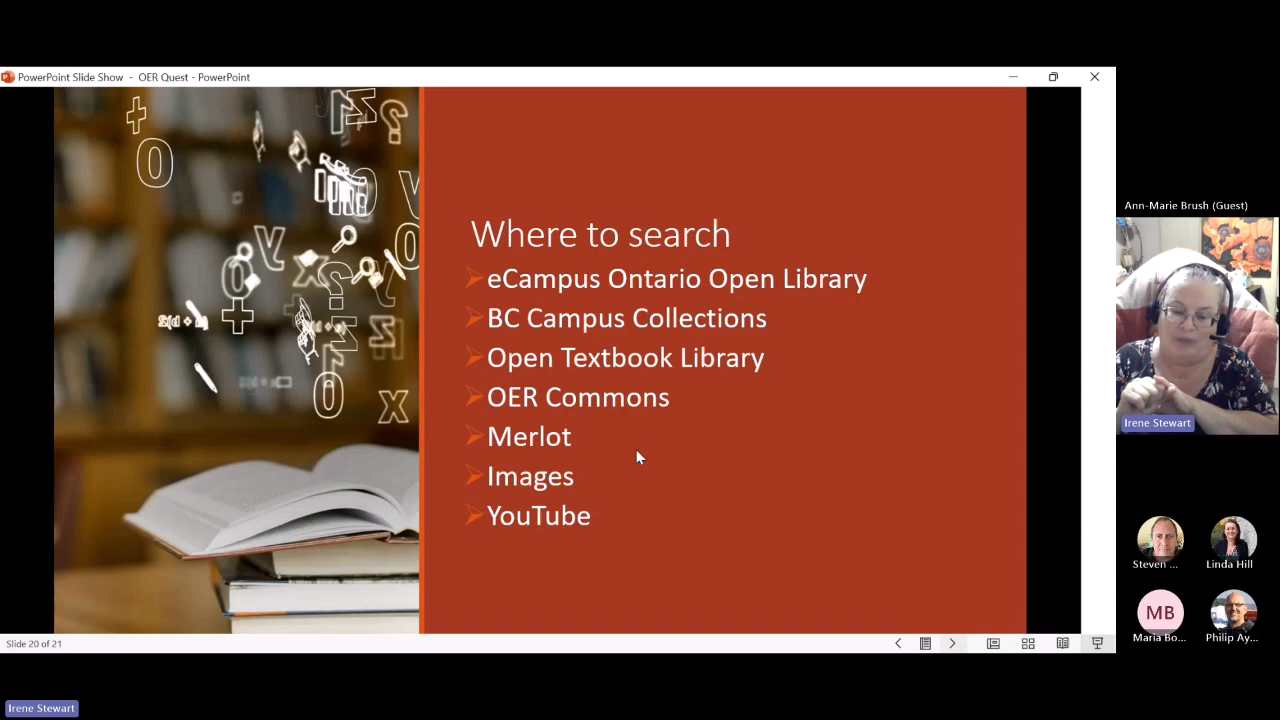 PowerPoint Slide Show - OER Quest - PowerPoint
Where to search
eCampus Ontario Open Library
BC Campus Collections
Open Textbook Library
OER Commons
Merlot
Images
YouTube
Slide 20 of 21
Ann-Marie Brush (Guest)
Irene Stewart
Steven ...
Linda Hill
MB
Maria Bo...
Philip Ay...
Irene Stewart